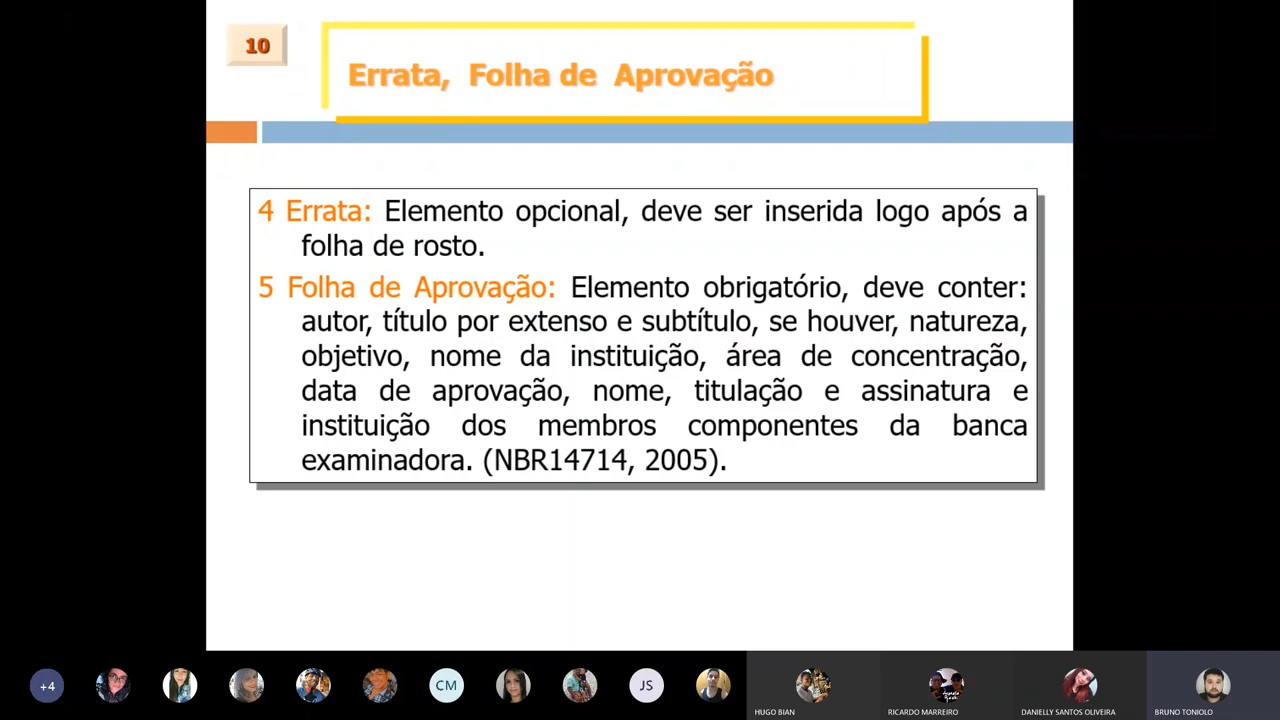 10
Errata, Folha de Aprovação
4 Errata: Elemento opcional, deve ser inserida logo após a
folha de rosto.
5 Folha de Aprovação: Elemento obrigatório, deve conter:
autor, título por extenso e subtítulo, se houver, natureza,
objetivo, nome da instituição, área de concentração,
data de aprovação, nome, titulação e assinatura e
instituição dos membros componentes da banca
examinadora. (NBR14714, 2005).
+4
CM
JS
HUGO BIAN
RICARDO MARREIRO
DANIELLY SANTOS OLIVEIRA
BRUNO TONIOLO